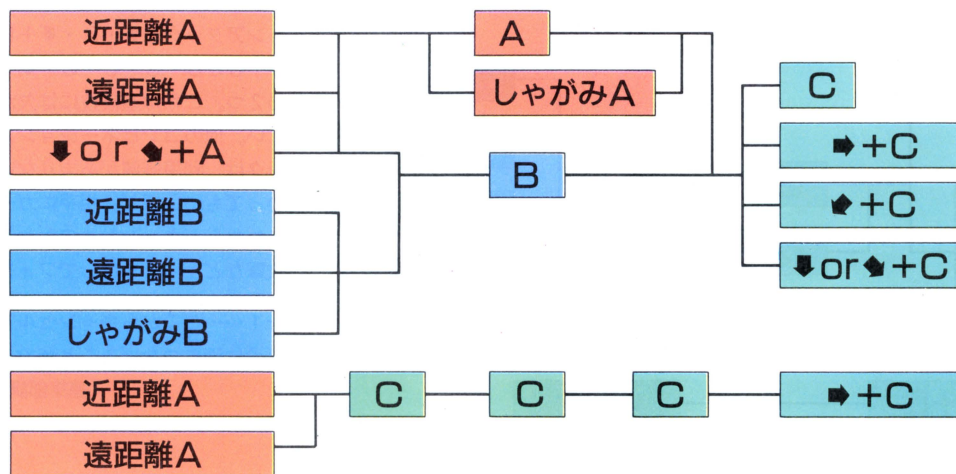 近距離A
遠距離A
⬇or⬊+A
近距離B
遠距離B
しゃがみB
A
しゃがみA
B
C
➡+C
⬋+C
⬇or⬊+C
近距離A
遠距離A
C
C
C
➡+C